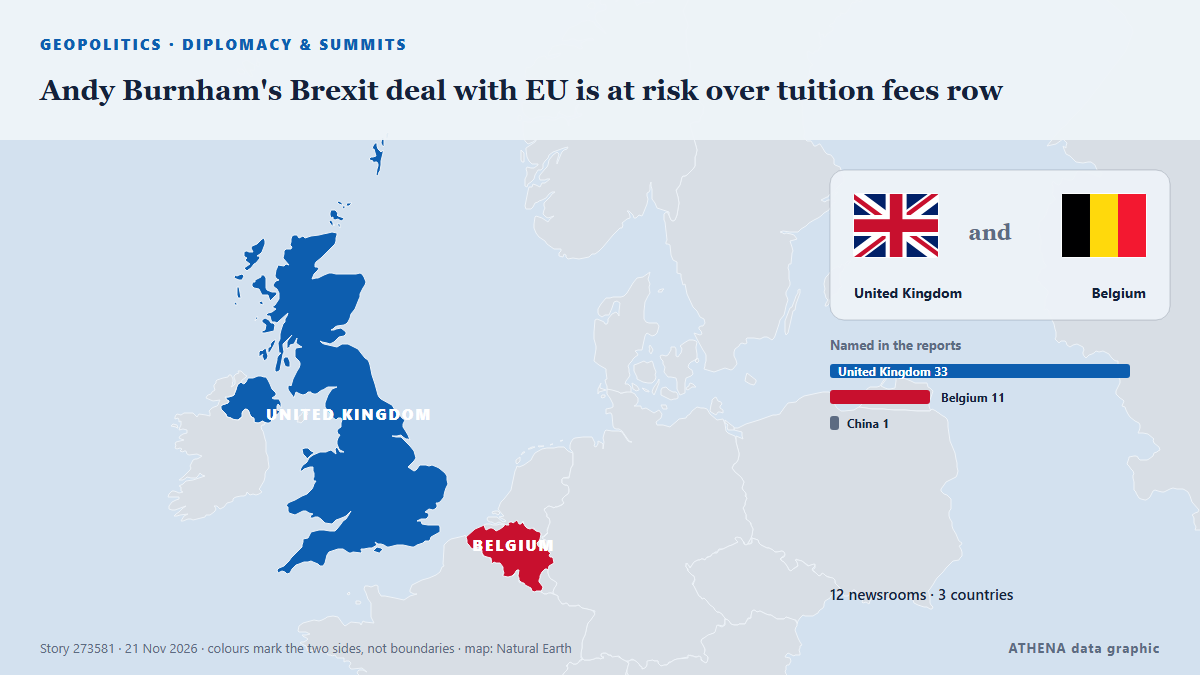 GEOPOLITICS · DIPLOMACY & SUMMITS
Andy Burnham's Brexit deal with EU is at risk over tuition fees row
and
United Kingdom
Belgium
Named in the reports
United Kingdom 33
Belgium 11
China 1
UNITED KINGDOM
BELGIUM
12 newsrooms · 3 countries
Story 273581 · 21 Nov 2026 · colours mark the two sides, not boundaries · map: Natural Earth
ATHENA data graphic